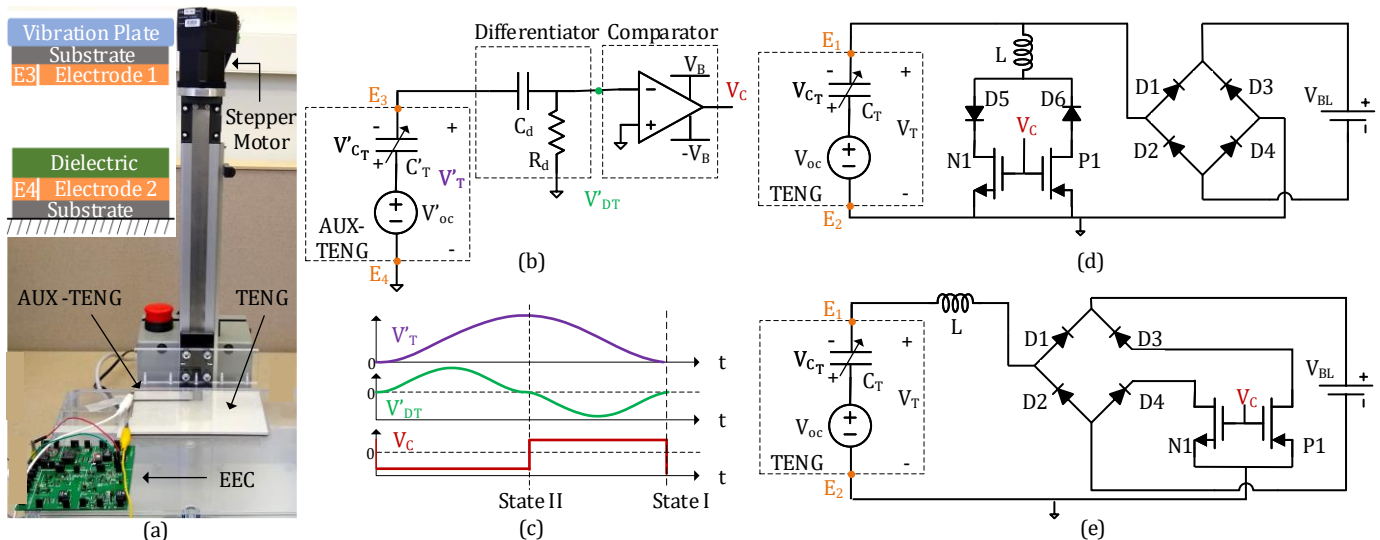 Vibration Plate
Substrate
E3 Electrode 1
Stepper
Motor
Dielectric
E4 Electrode 2
Substrate
AUX -TENG
TENG
EEC
(a)
Differentiator
Comparator
E3
V'CT
C'T
V'T
V'oc
AUX-
TENG
E4
Cd
Rd
V'DT
VB
-VB
VC
- +
+
-
(b)
V'T
0
t
V'DT
0
t
VC
0
t
State II
State I
(c)
E1
VCT
CT
VT
Voc
TENG
E2
- +
+
-
L
D5
D6
VC
N1
P1
D1
D3
D2
D4
VBL
+
-
(d)
E1
VCT
CT
VT
Voc
TENG
E2
- +
+
-
L
D1
D3
D2
D4
VC
N1
P1
VBL
+
-
(e)